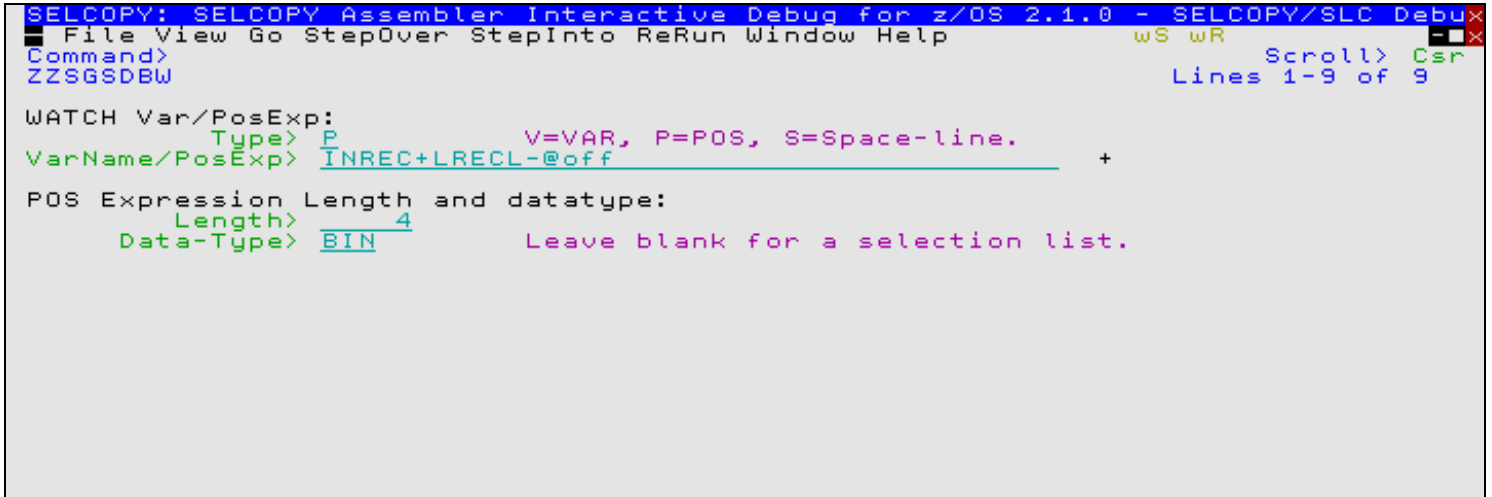 SELCOPY: SELCOPY Assembler Interactive Debug for z/OS 2.1.0 - SELCOPY/SLC Debu x
File View Go StepOver StepInto ReRun Window Help wS wR - x
Command> Scroll> Csr
ZZSGSDBW Lines 1-9 of 9
WATCH Var/PosExp:
Type> P V=VAR, P=POS, S=Space-line.
VarName/PosExp> INREC+LRECL-@off +
POS Expression Length and datatype:
Length> 4
Data-Type> BIN Leave blank for a selection list.